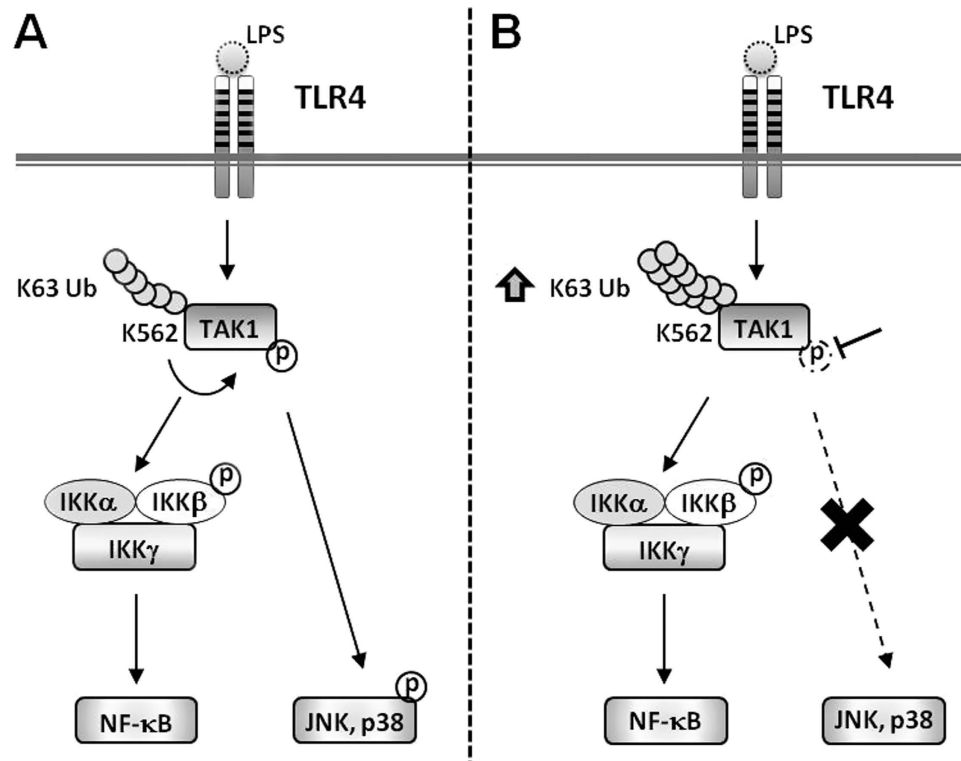 A
LPS
TLR4
K63 Ub
K562
TAK1
p
IKKα
IKKβ
p
IKKγ
NF-κB
JNK, p38
p
B
LPS
TLR4
K63 Ub
K562
TAK1
p
IKKα
IKKβ
p
IKKγ
NF-κB
JNK, p38